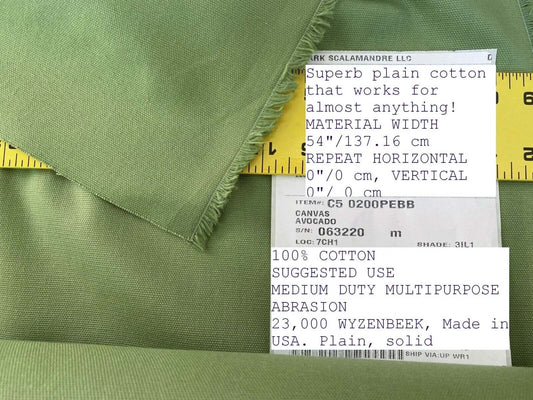 ARK SCALAMANDRE LLC
Superb plain cotton
that works for
almost anything!
MATERIAL WIDTH
54"/137.16 cm
REPEAT HORIZONTAL
0"/0 cm, VERTICAL
0"/ 0 cm
ITEM#: C5 0200PEBB
CANVAS
AVOCADO
S/N: 063220 m
LOC: 7CH1 SHADE: 3IL1
100% COTTON
SUGGESTED USE
MEDIUM DUTY MULTIPURPOSE
ABRASION
23,000 WYZENBEEK, Made in
USA. Plain, solid
SHIP VIA:UP WR1